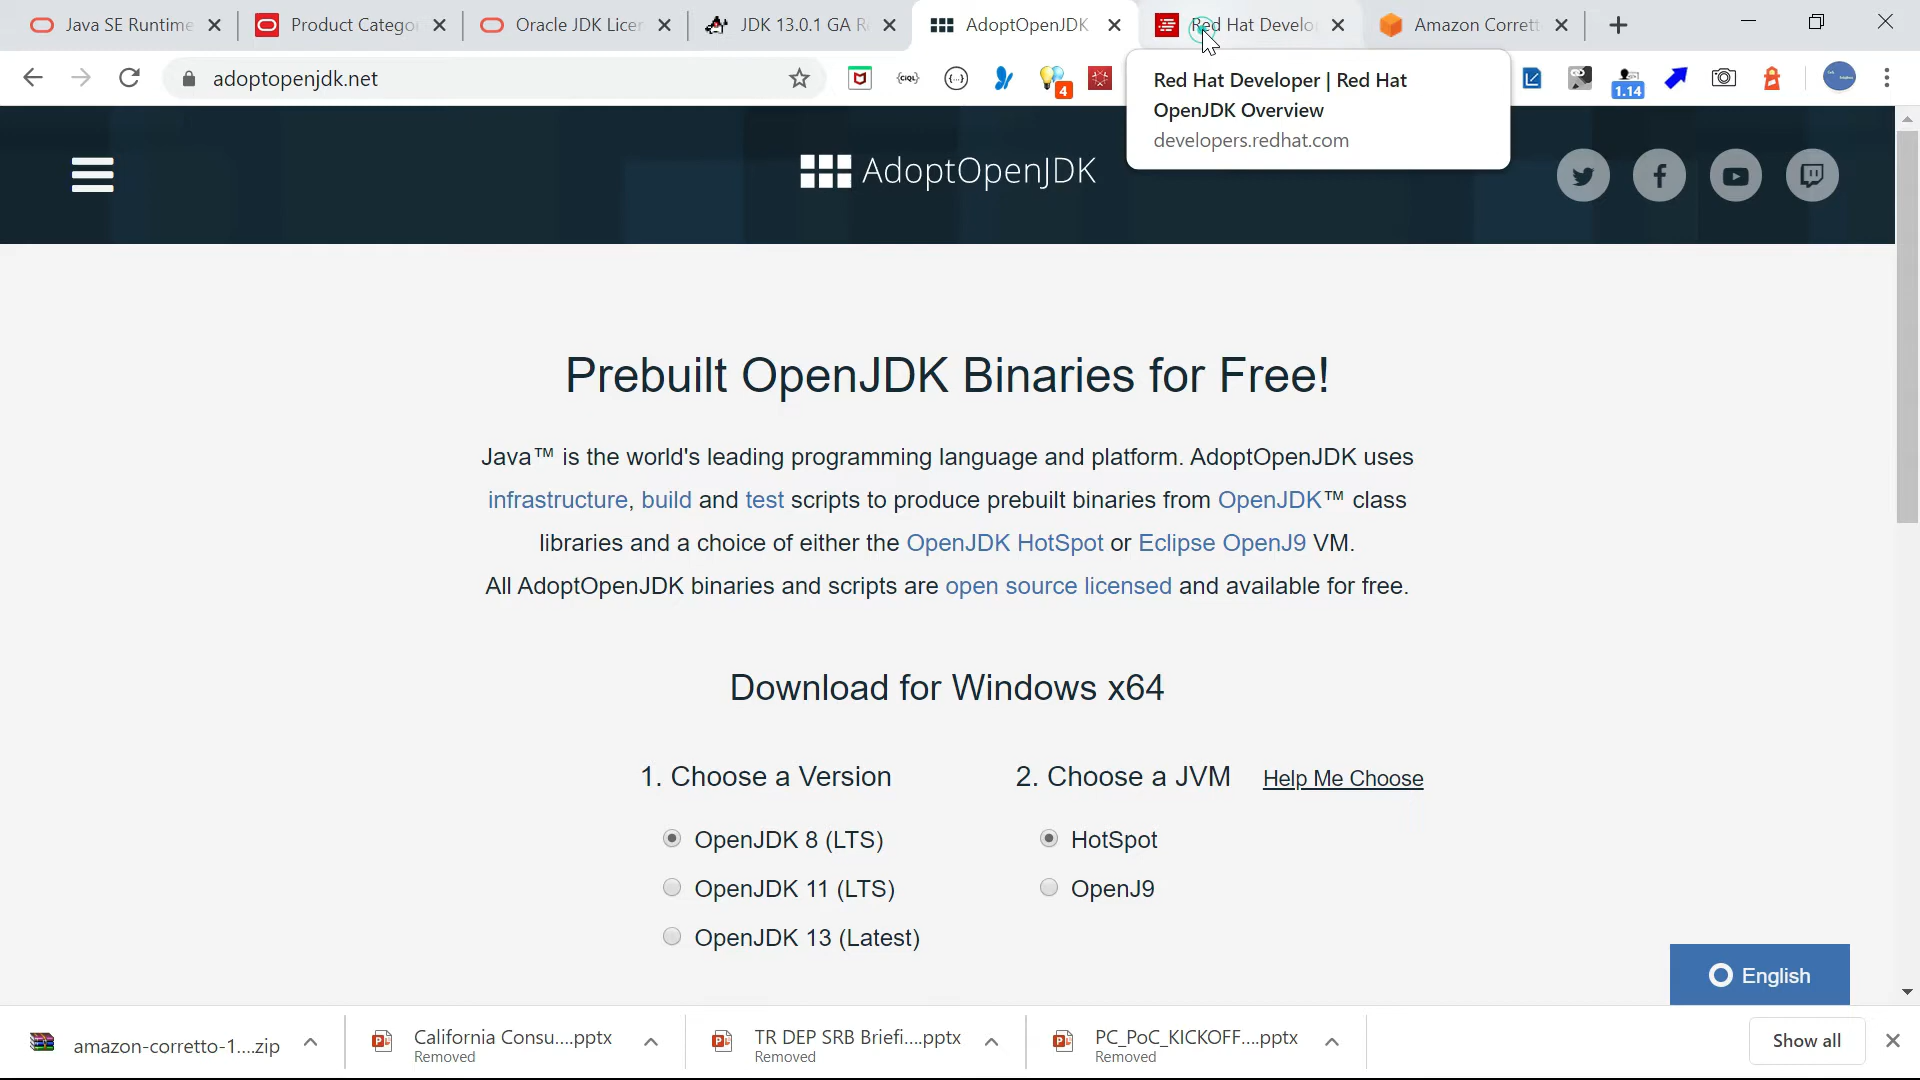 Java SE Runtime
Product Catego
Oracle JDK Licen
JDK 13.0.1 GA R
AdoptOpenJDK
Red Hat Develo
Amazon Corrett
adoptopenjdk.net
{CIQL}
{···}
4
1.14
Red Hat Developer | Red Hat
OpenJDK Overview
developers.redhat.com
AdoptOpenJDK
Prebuilt OpenJDK Binaries for Free!
Java™ is the world's leading programming language and platform. AdoptOpenJDK uses
infrastructure, build and test scripts to produce prebuilt binaries from OpenJDK™ class
libraries and a choice of either the OpenJDK HotSpot or Eclipse OpenJ9 VM.
All AdoptOpenJDK binaries and scripts are open source licensed and available for free.
Download for Windows x64
1. Choose a Version
2. Choose a JVM
Help Me Choose
OpenJDK 8 (LTS)
HotSpot
OpenJDK 11 (LTS)
OpenJ9
OpenJDK 13 (Latest)
English
amazon-corretto-1....zip
California Consu....pptx
Removed
TR DEP SRB Briefi....pptx
Removed
PC_PoC_KICKOFF....pptx
Removed
Show all